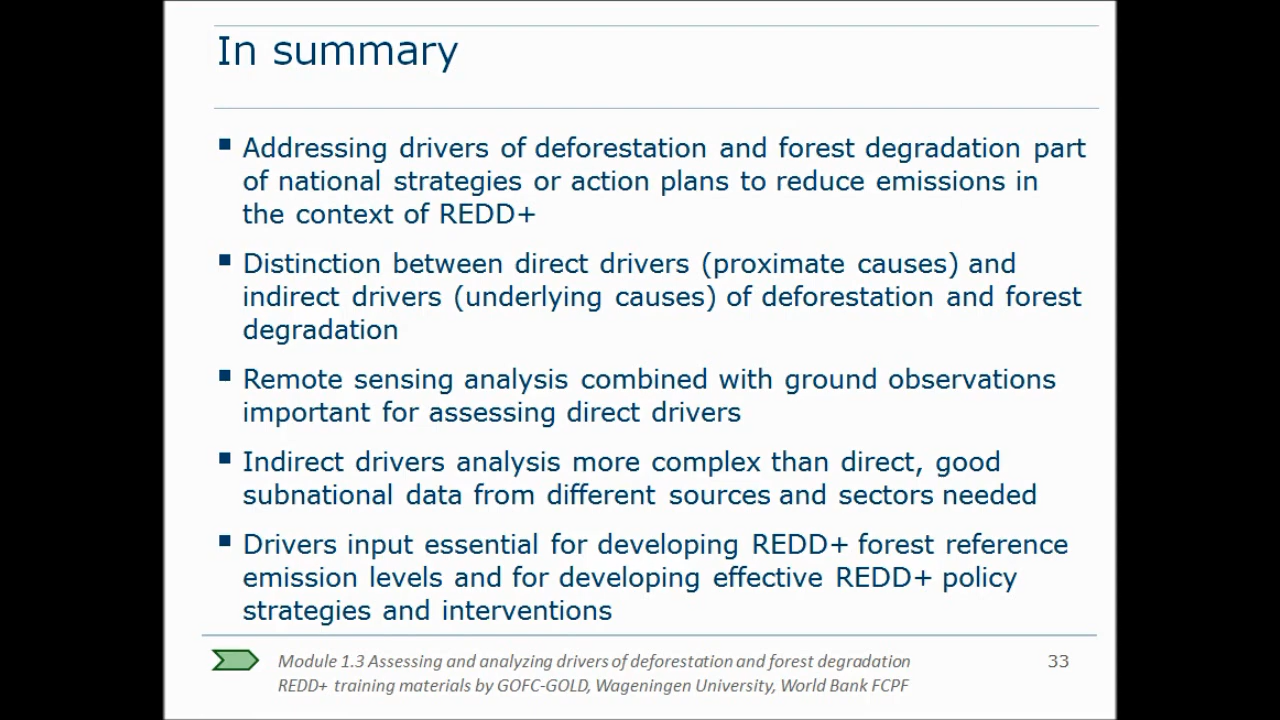 In summary
▪ Addressing drivers of deforestation and forest degradation part
of national strategies or action plans to reduce emissions in
the context of REDD+
▪ Distinction between direct drivers (proximate causes) and
indirect drivers (underlying causes) of deforestation and forest
degradation
▪ Remote sensing analysis combined with ground observations
important for assessing direct drivers
▪ Indirect drivers analysis more complex than direct, good
subnational data from different sources and sectors needed
▪ Drivers input essential for developing REDD+ forest reference
emission levels and for developing effective REDD+ policy
strategies and interventions
Module 1.3 Assessing and analyzing drivers of deforestation and forest degradation
REDD+ training materials by GOFC-GOLD, Wageningen University, World Bank FCPF
33